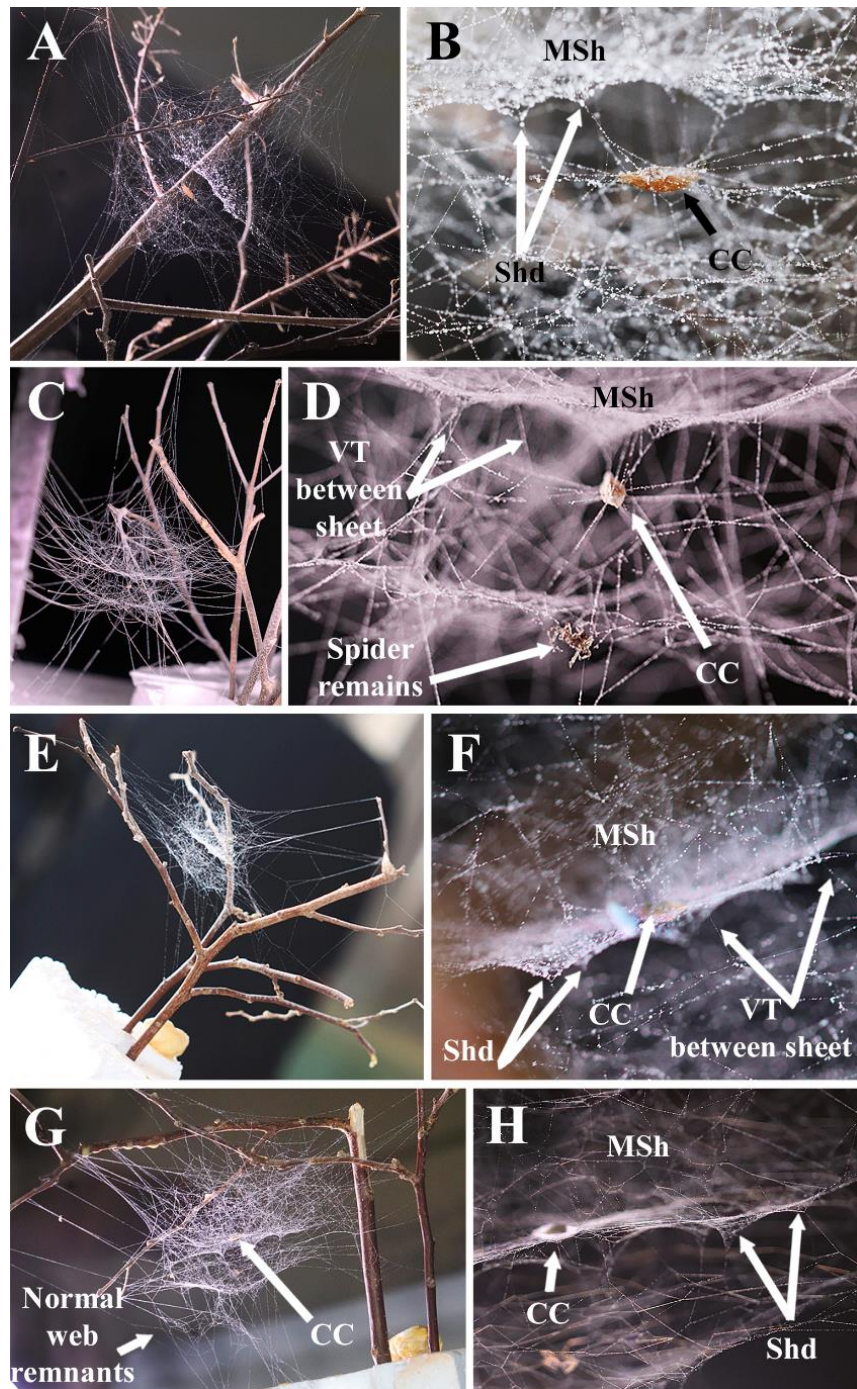 A
B
MSh
Shd
CC
C
D
MSh
VT
between
sheet
Spider
remains
CC
E
F
MSh
CC
Shd
VT
between sheet
G
Normal
web
remnants
CC
H
MSh
CC
Shd